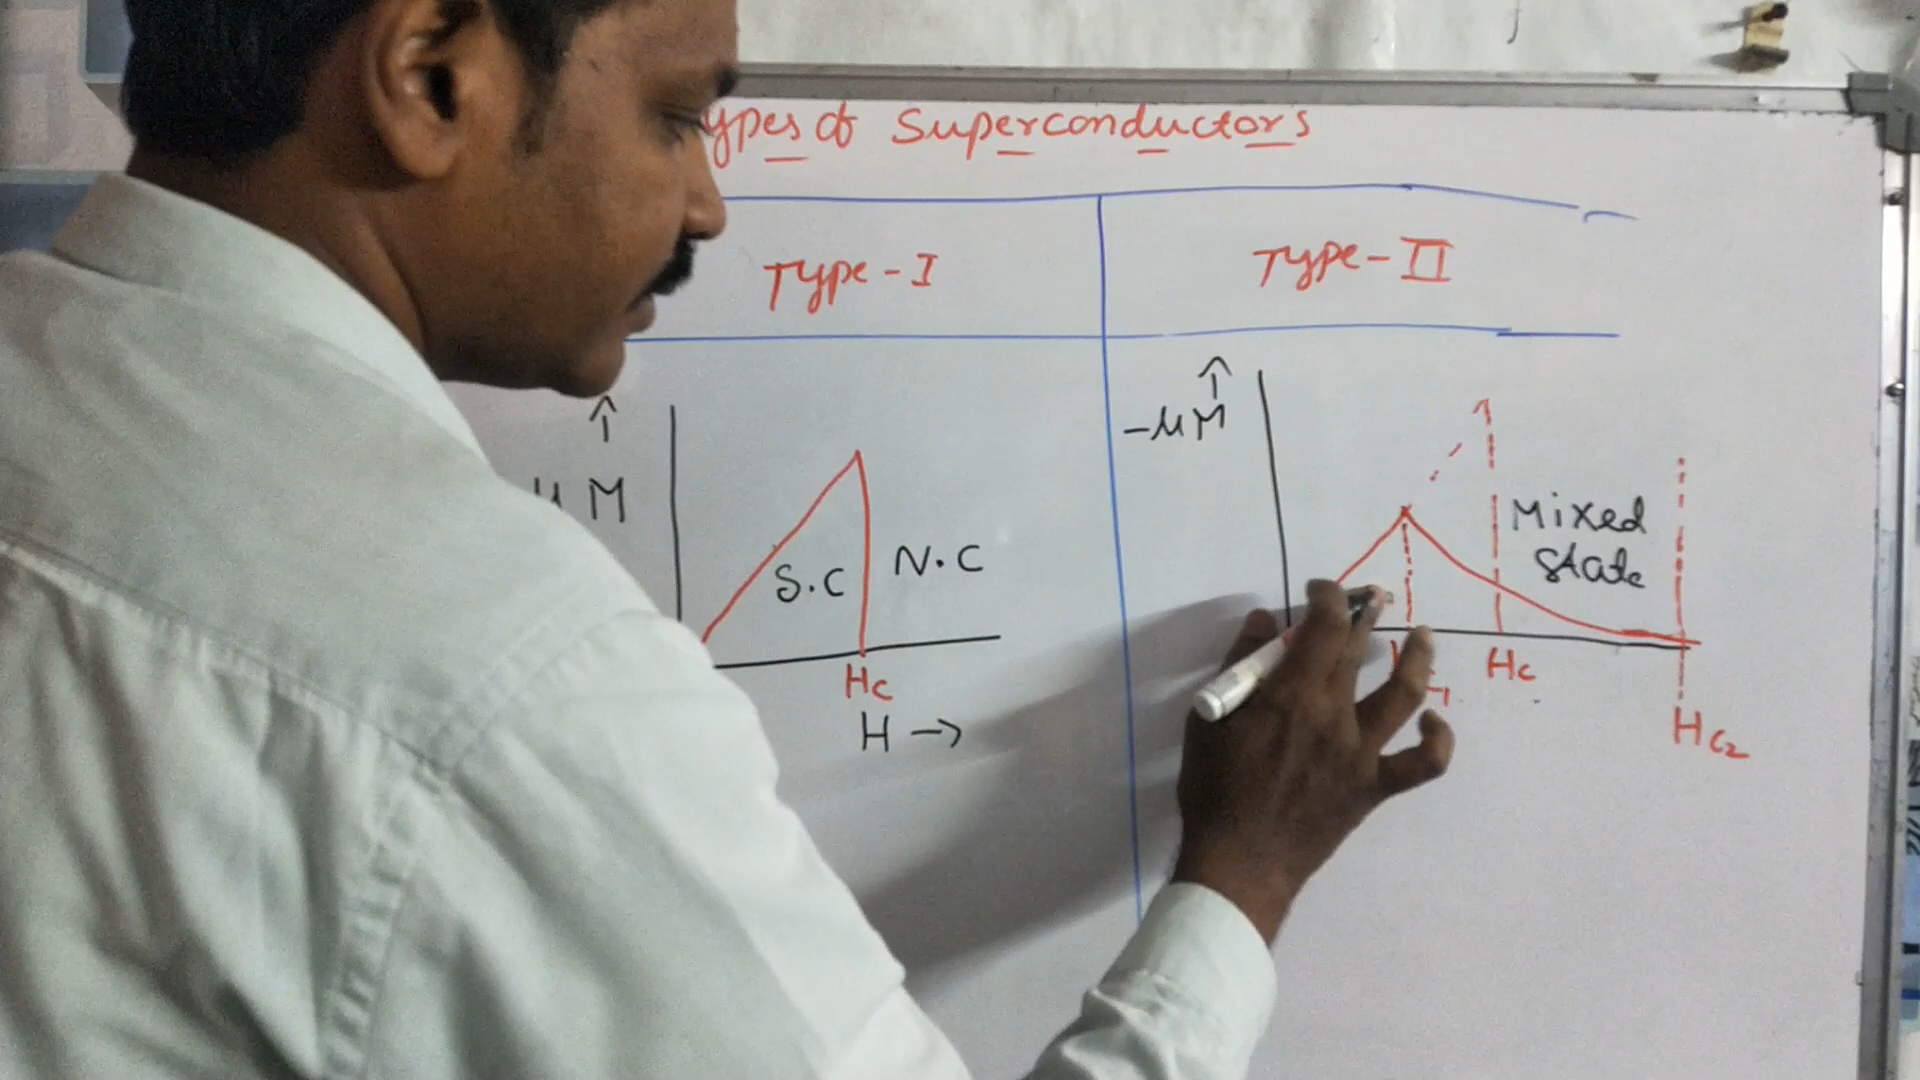 ypes of Superconductors
Type-I
Type-II
M
S.C
N.C
Hc
H →
-μM
Mixed
State
Hc
Hc2